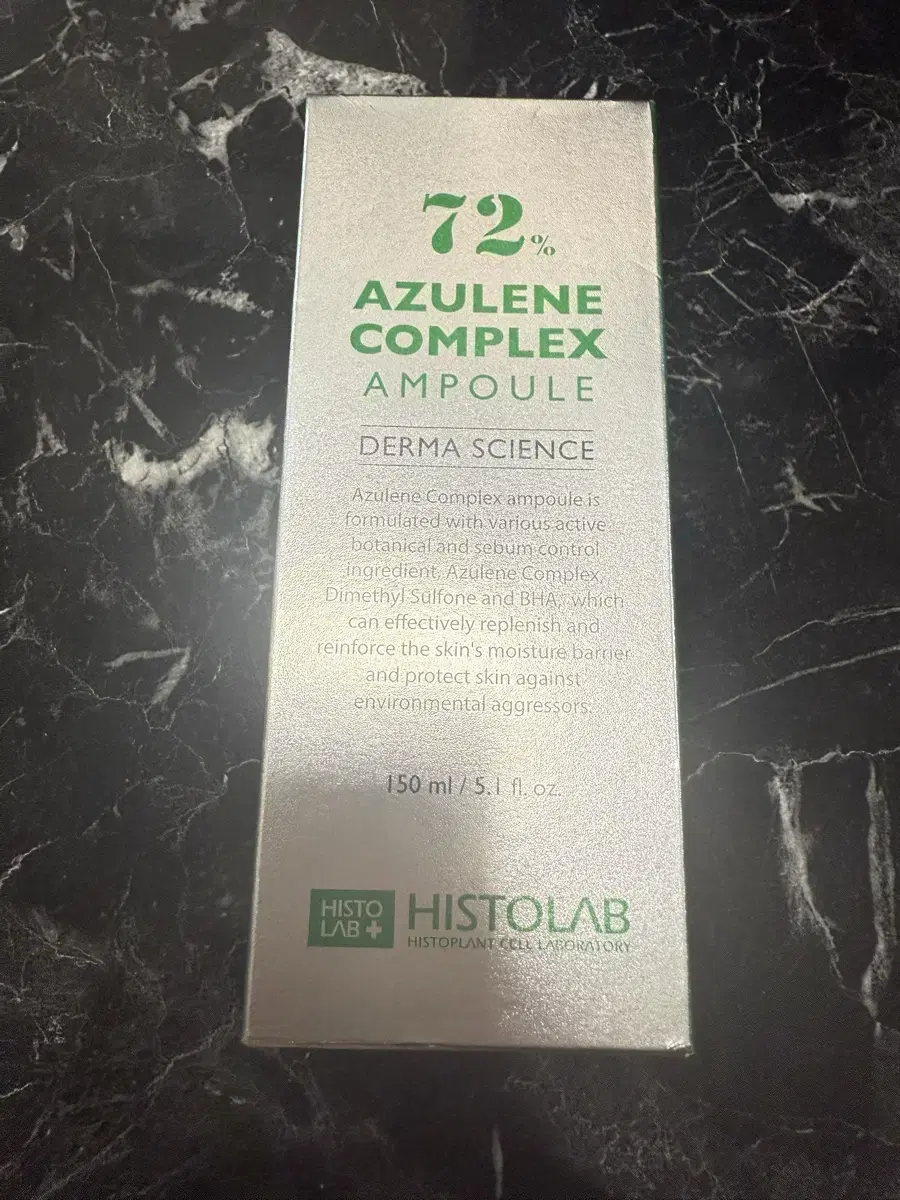 72%
AZULENE
COMPLEX
AMPOULE
DERMA SCIENCE
Azulene Complex ampoule is
formulated with various active
botanical and sebum control
ingredient, Azulene Complex,
Dimethyl Sulfone and BHA, which
can effectively replenish and
reinforce the skin's moisture barrier
and protect skin against
environmental aggressors.
150 ml / 5.1 fl. oz.
HISTO
LAB
HISTOLAB
HISTOPLANT CELL LABORATORY